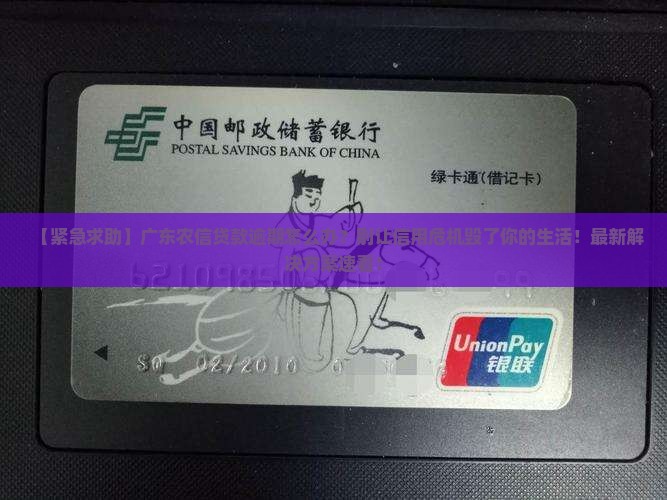 中国邮政储蓄银行
POSTAL SAVINGS BANK OF CHINA
绿卡通(借记卡)
【紧急求助】广东农信贷款逾期怎么办 信用危机毁了你的生活！最新解
决方案速看
UnionPay
银联
02/2010